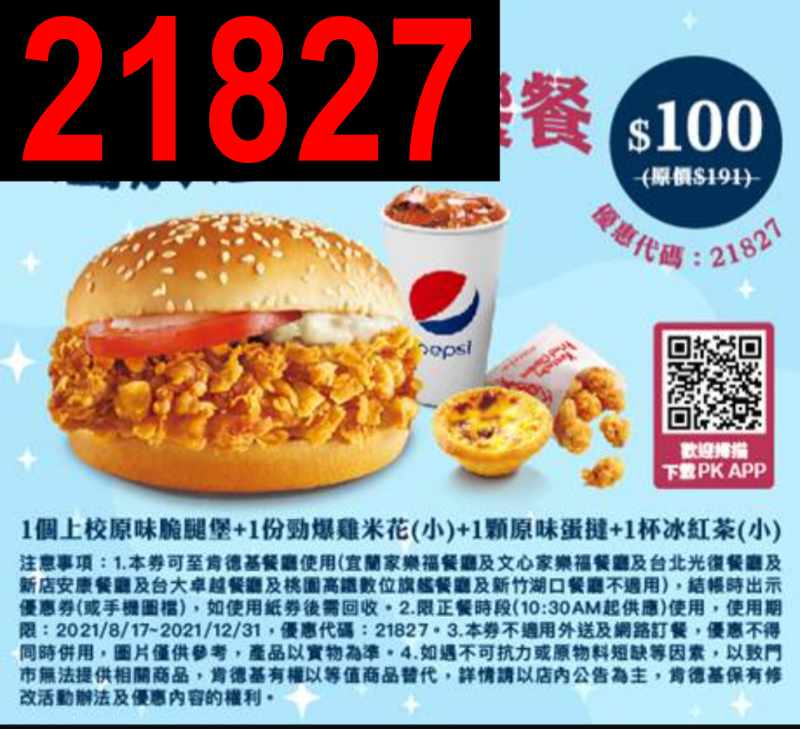 21827
餐
$100
(原價$191)
優惠代碼：21827
pepsi
歡迎掃描
下載PK APP
1個上校原味脆腿堡+1份勁爆雞米花(小)+1顆原味蛋撻+1杯冰紅茶(小)
注意事項：1.本券可至肯德基餐廳使用(宜蘭家樂福餐廳及文心家樂福餐廳及台北光復餐廳及
新店安康餐廳及台大卓越餐廳及桃園高鐵數位旗艦餐廳及新竹湖口餐廳不適用)，結帳時出示
優惠券(或手機圖檔)，如使用紙券後需回收。2.限正餐時段(10:30AM起供應)使用，使用期
限：2021/8/17~2021/12/31，優惠代碼：21827。3.本券不適用外送及網路訂餐，優惠不得
同時併用，圖片僅供參考，產品以實物為準。4.如遇不可抗力或原物料短缺等因素，以致門
市無法提供相關商品，肯德基有權以等值商品替代，詳情請以店內公告為主，肯德基保有修
改活動辦法及優惠內容的權利。